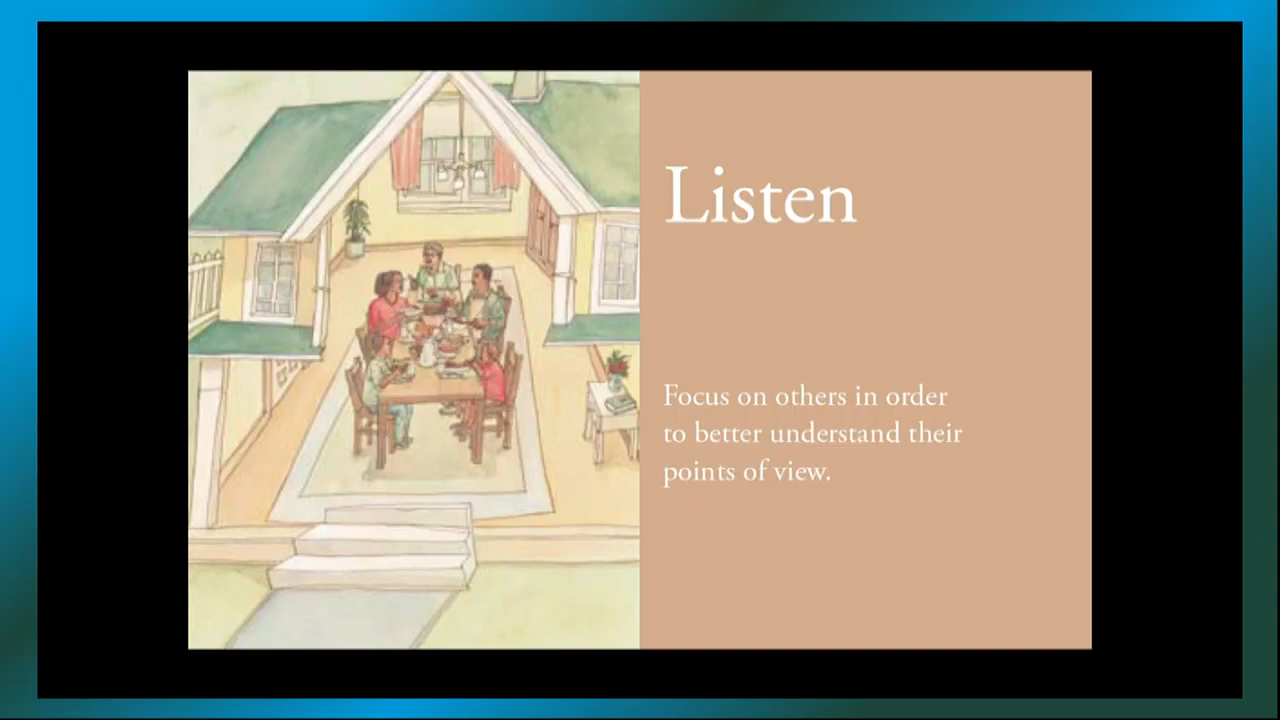 Listen
Focus on others in order
to better understand their
points of view.